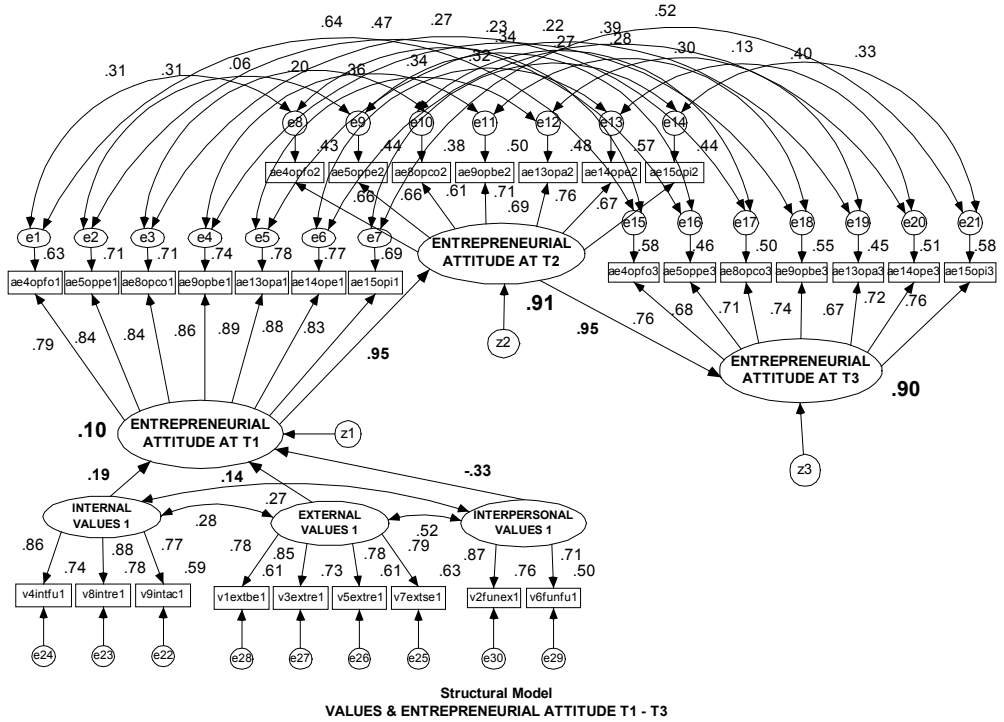 .64 .47 .27 .23 .22 .39 .52
.34 .27 .28 .30 .13 .33
.06 .34 .32 .40
.31 .31 .20 .36
e8 e9 e10 e11 e12 e13 e14
.43 .44 .38 .50 .48 .57 .44
ae4opfo2 ae5oppe2 ae8opco2 ae9opbe2 ae13opa2 ae14ope2 ae15opi2
.66 .66 .61 .71 .69 .76 .67
e1 e2 e3 e4 e5 e6 e7
.63 .71 .71 .74 .78 .77 .69
ae4opfo1 ae5oppe1 ae8opco1 ae9opbe1 ae13opa1 ae14ope1 ae15opi1
ENTREPRENEURIAL
ATTITUDE AT T2
.91
z2
e15 e16 e17 e18 e19 e20 e21
.58 .46 .50 .55 .45 .51 .58
ae4opfo3 ae5oppe3 ae8opco3 ae9opbe3 ae13opa3 ae14ope3 ae15opi3
.79 .84 .84 .86 .89 .88 .83
.95
.95
.76 .68 .71 .74 .67 .72 .76
ENTREPRENEURIAL
ATTITUDE AT T3
.90
z3
.10
ENTREPRENEURIAL
ATTITUDE AT T1
z1
.19 .14 -.33
.28 .27 .52
INTERNAL
VALUES 1
EXTERNAL
VALUES 1
INTERPERSONAL
VALUES 1
.86 .88 .77 .78 .85 .78 .79 .87 .71
.74 .78 .59 .61 .73 .61 .63 .76 .50
v4intfu1 v8intre1 v9intac1 v1extbe1 v3extre1 v5extre1 v7extse1 v2funex1 v6funfu1
e24 e23 e22 e28 e27 e26 e25 e30 e29
Structural Model
VALUES & ENTREPRENEURIAL ATTITUDE T1 - T3